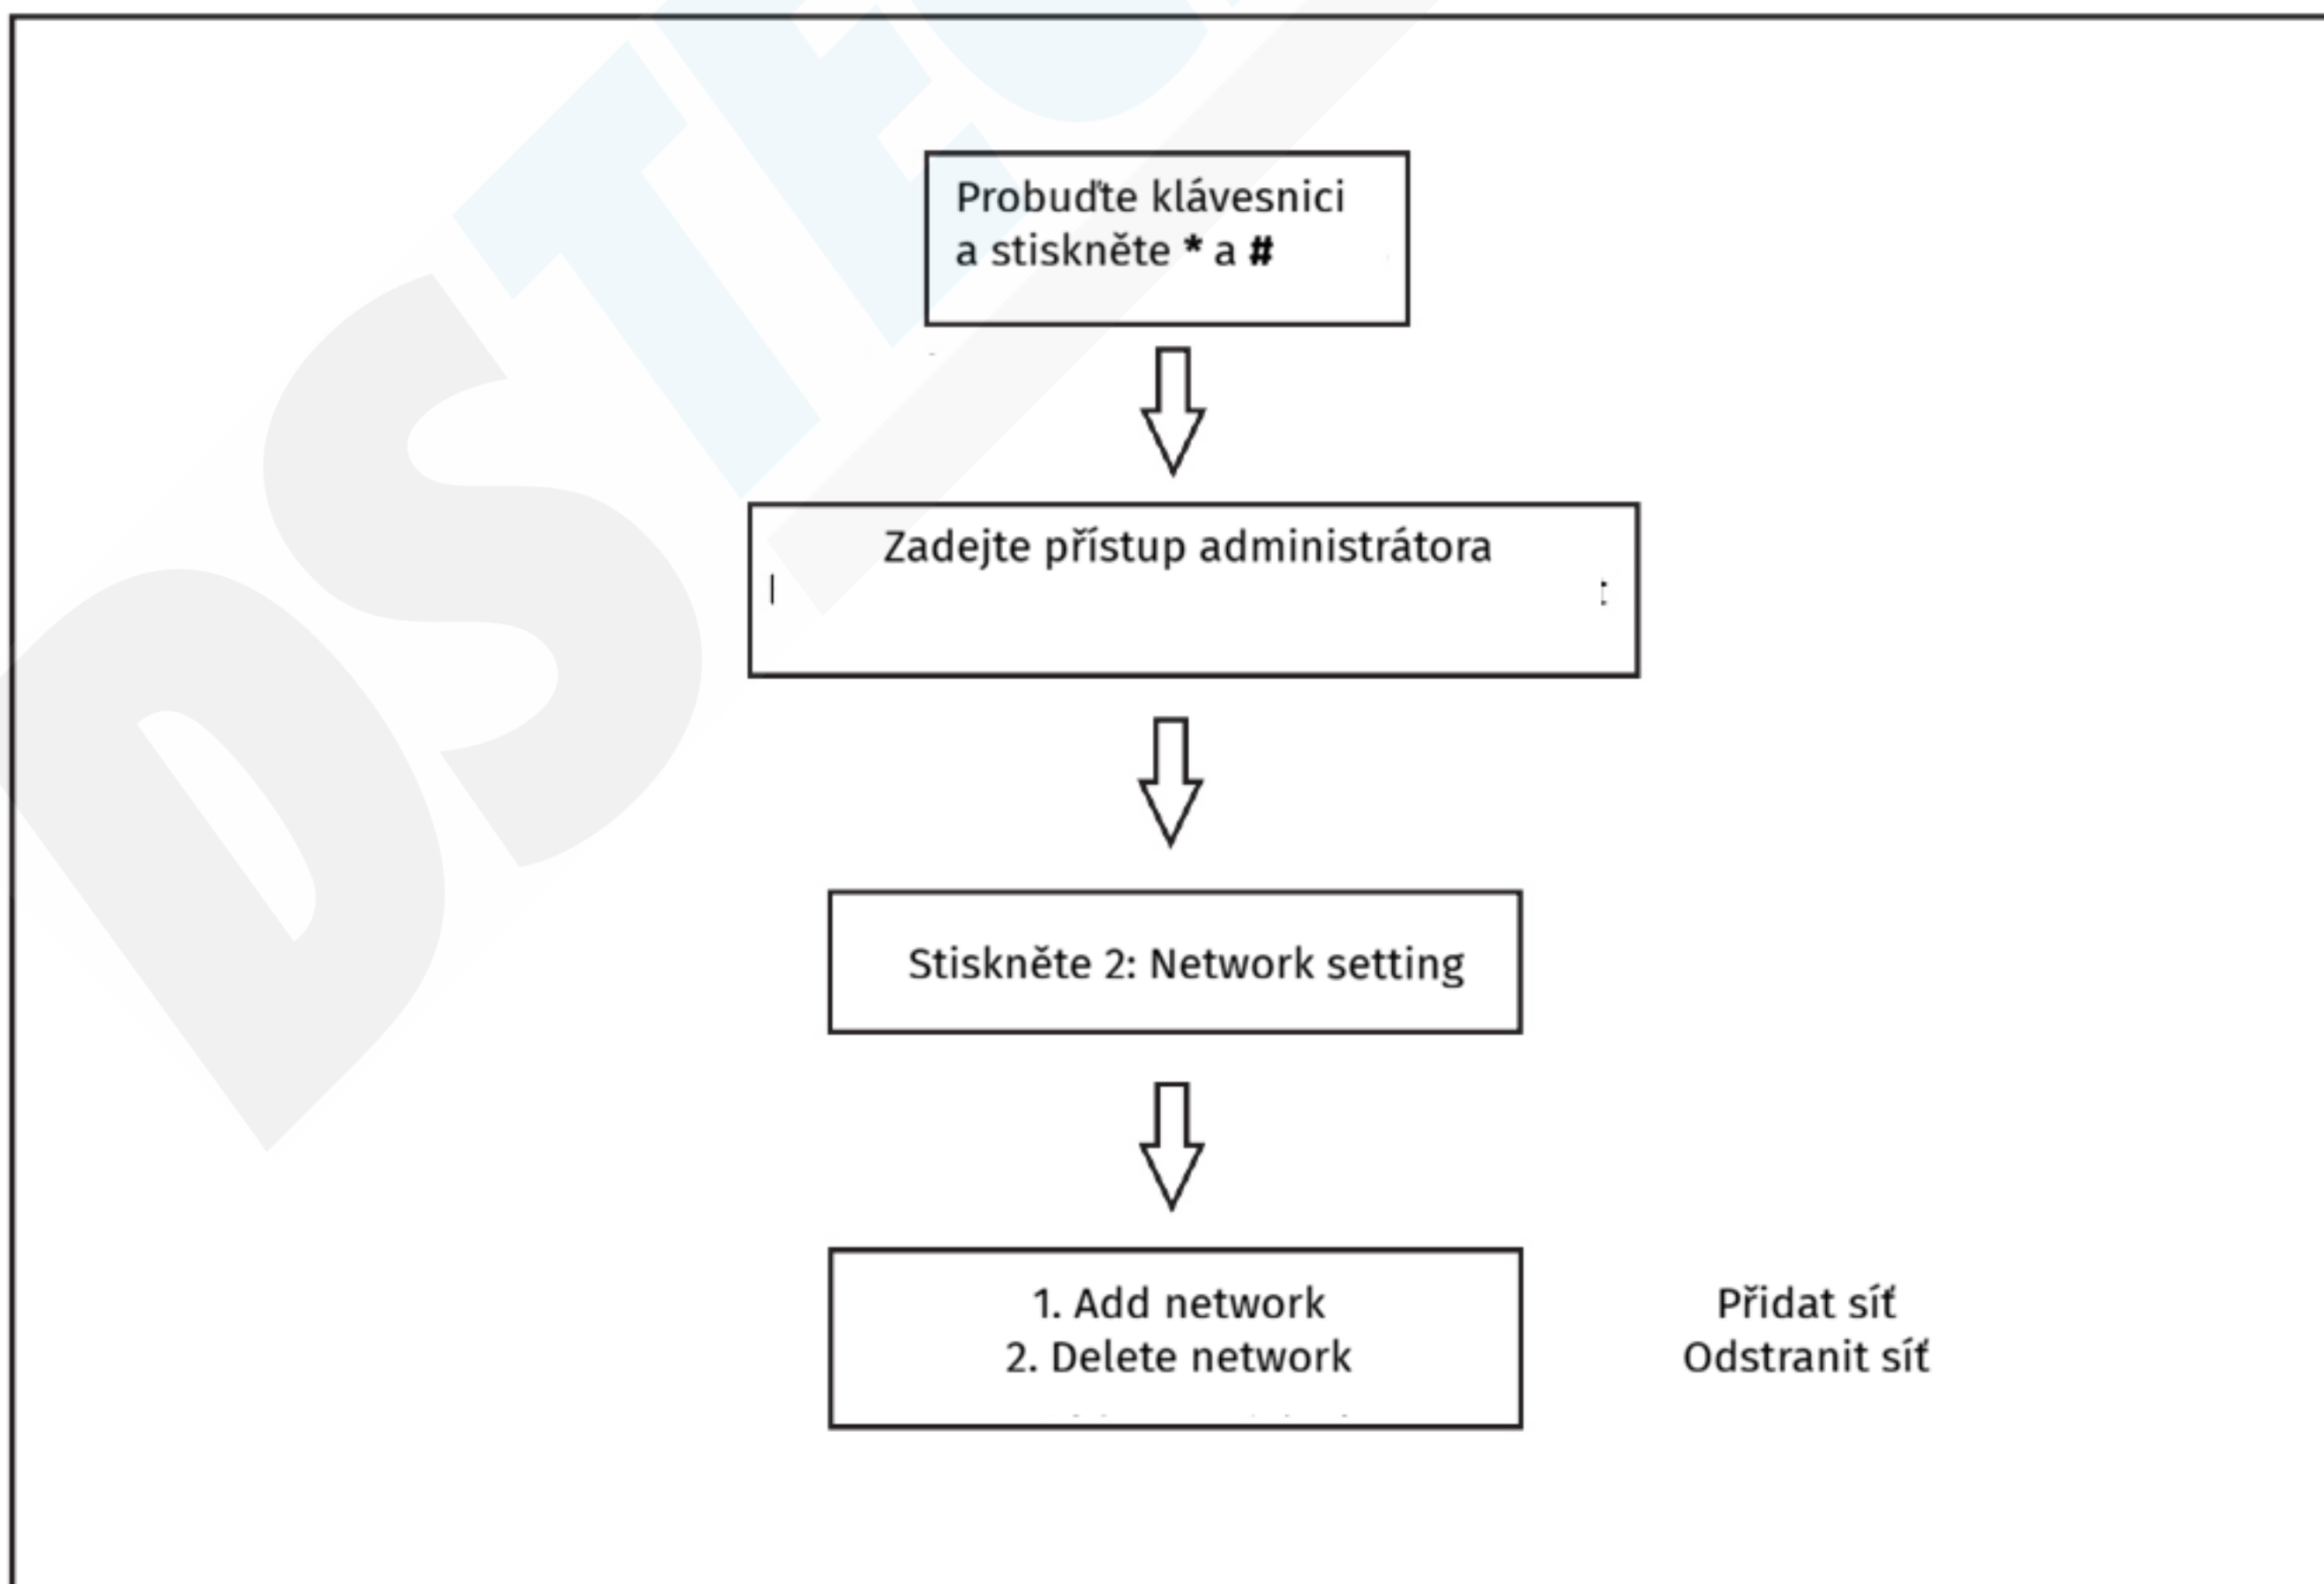 Probuďte klávesnici
a stiskněte * a #
Zadejte přístup administrátora
Stiskněte 2: Network setting
1. Add network
2. Delete network
Přidat síť
Odstranit síť